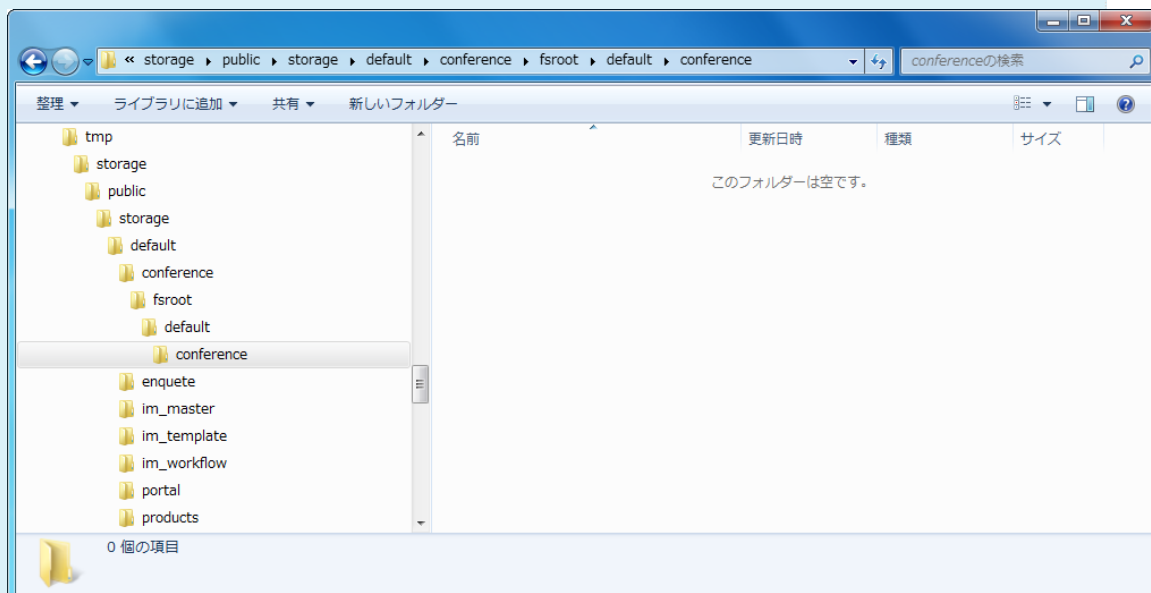 « storage ▸ public ▸ storage ▸ default ▸ conference ▸ fsroot ▸ default ▸ conference
conferenceの検索
整理 ライブラリに追加 共有 新しいフォルダー
名前 更新日時 種類 サイズ
このフォルダーは空です。
tmp
storage
public
storage
default
conference
fsroot
default
conference
enquete
im_master
im_template
im_workflow
portal
products
0 個の項目